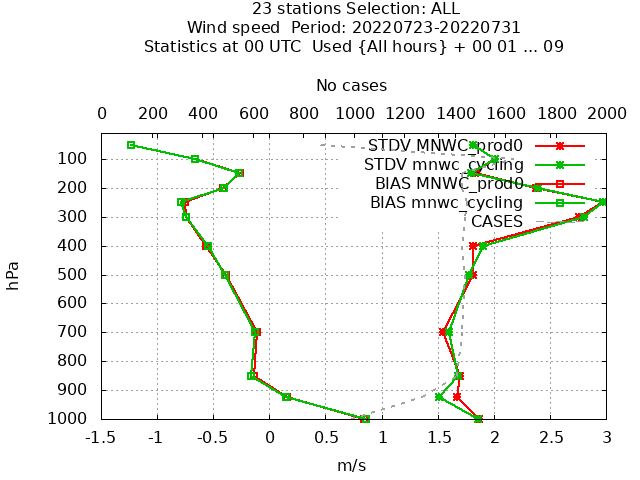 23 stations Selection: ALL
Wind speed  Period: 20220723-20220731
Statistics at 00 UTC  Used {All hours} + 00 01 ... 09
No cases
0 200 400 600 800 1000 1200 1400 1600 1800 2000
STDV MNWC_prod0
STDV mnwc_cycling
BIAS MNWC_prod0
BIAS mnwc_cycling
CASES
hPa
100
200
300
400
500
600
700
800
900
1000
-1.5 -1 -0.5 0 0.5 1 1.5 2 2.5 3
m/s